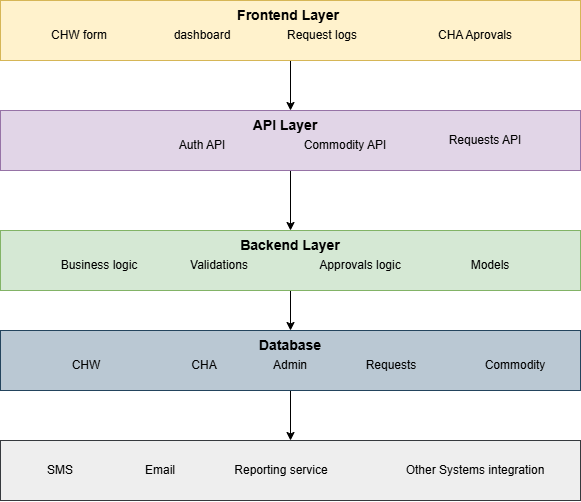 Frontend Layer
CHW form dashboard Request logs CHA Aprovals
API Layer
Auth API Commodity API Requests API
Backend Layer
Business logic Validations Approvals logic Models
Database
CHW CHA Admin Requests Commodity
SMS Email Reporting service Other Systems integration